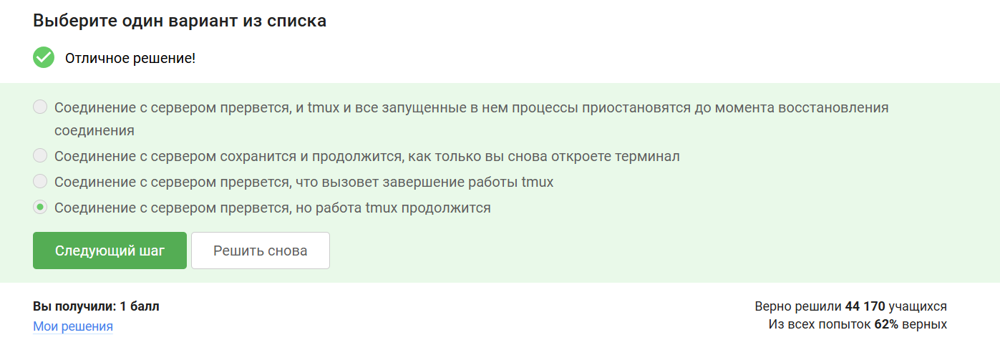 Выберите один вариант из списка
Отличное решение!
Соединение с сервером прервется, и tmux и все запущенные в нем процессы приостановятся до момента восстановления
соединения
Соединение с сервером сохранится и продолжится, как только вы снова откроете терминал
Соединение с сервером прервется, что вызовет завершение работы tmux
Соединение с сервером прервется, но работа tmux продолжится
Следующий шаг
Решить снова
Вы получили: 1 балл
Мои решения
Верно решили 44 170 учащихся
Из всех попыток 62% верных